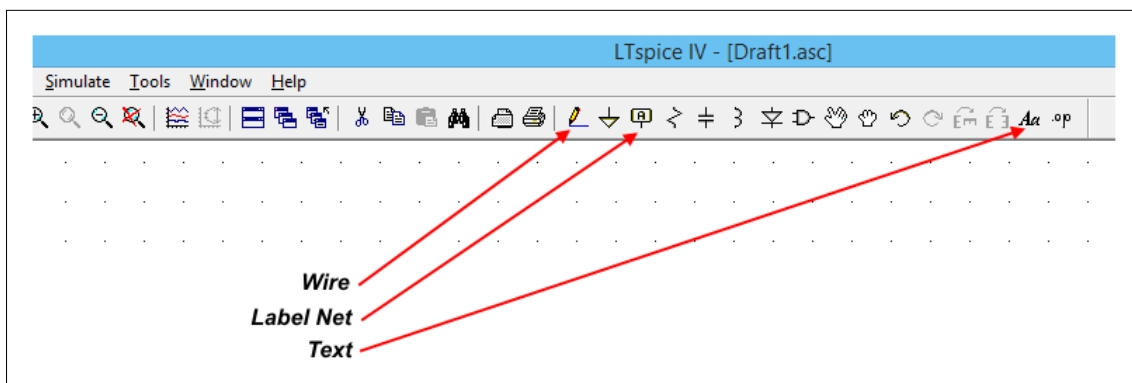 LTspice IV - [Draft1.asc]
Simulate Tools Window Help
A Aa .op
Wire
Label Net
Text